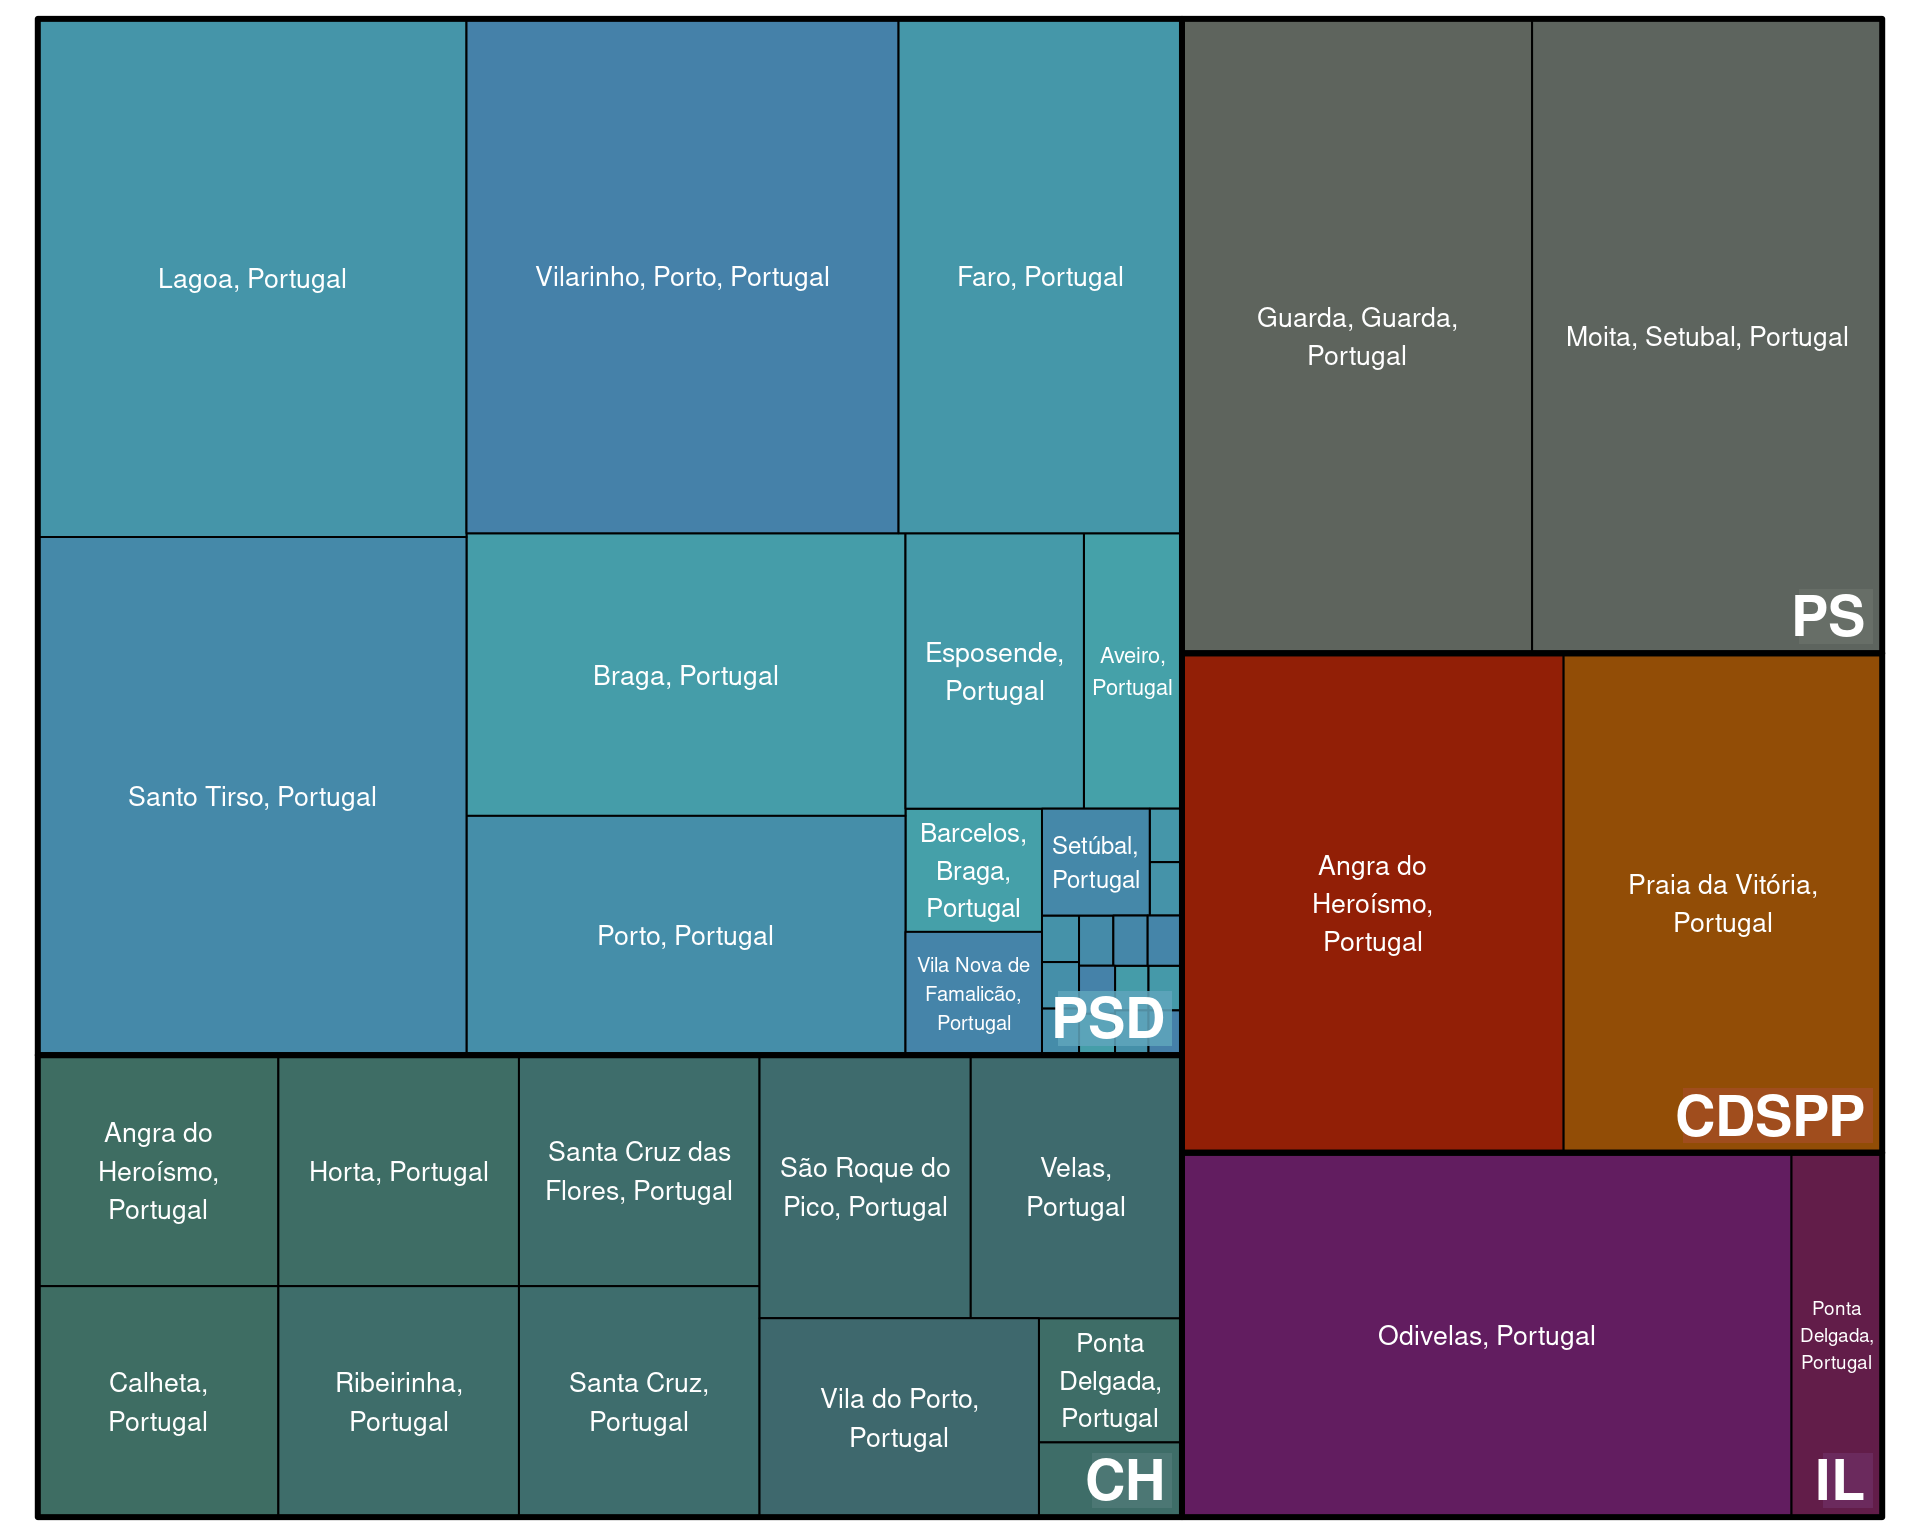 Lagoa, Portugal
Vilarinho, Porto, Portugal
Faro, Portugal
Santo Tirso, Portugal
Braga, Portugal
Esposende,
Portugal
Aveiro,
Portugal
Porto, Portugal
Barcelos,
Braga,
Portugal
Setúbal,
Portugal
Vila Nova de
Famalicão,
Portugal
PSD
Guarda, Guarda,
Portugal
Moita, Setubal, Portugal
PS
Angra do
Heroísmo,
Portugal
Praia da Vitória,
Portugal
CDSPP
Angra do
Heroísmo,
Portugal
Horta, Portugal
Santa Cruz das
Flores, Portugal
São Roque do
Pico, Portugal
Velas,
Portugal
Calheta,
Portugal
Ribeirinha,
Portugal
Santa Cruz,
Portugal
Vila do Porto,
Portugal
Ponta
Delgada,
Portugal
CH
Odivelas, Portugal
Ponta
Delgada,
Portugal
IL